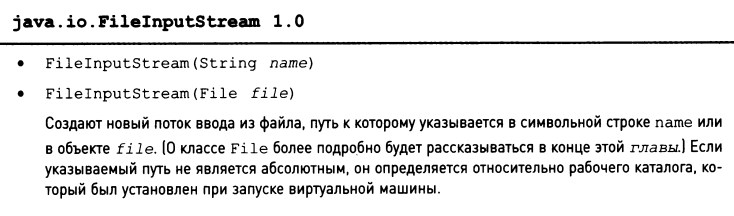 java.io.FileInputStream 1.0
• FileInputStream(String name)
• FileInputStream(File file)
Создают новый поток ввода из файла, путь к которому указывается в символьной строке name или
в объекте file. (О классе File более подробно будет рассказываться в конце этой главы.) Если
указываемый путь не является абсолютным, он определяется относительно рабочего каталога, ко-
торый был установлен при запуске виртуальной машины.